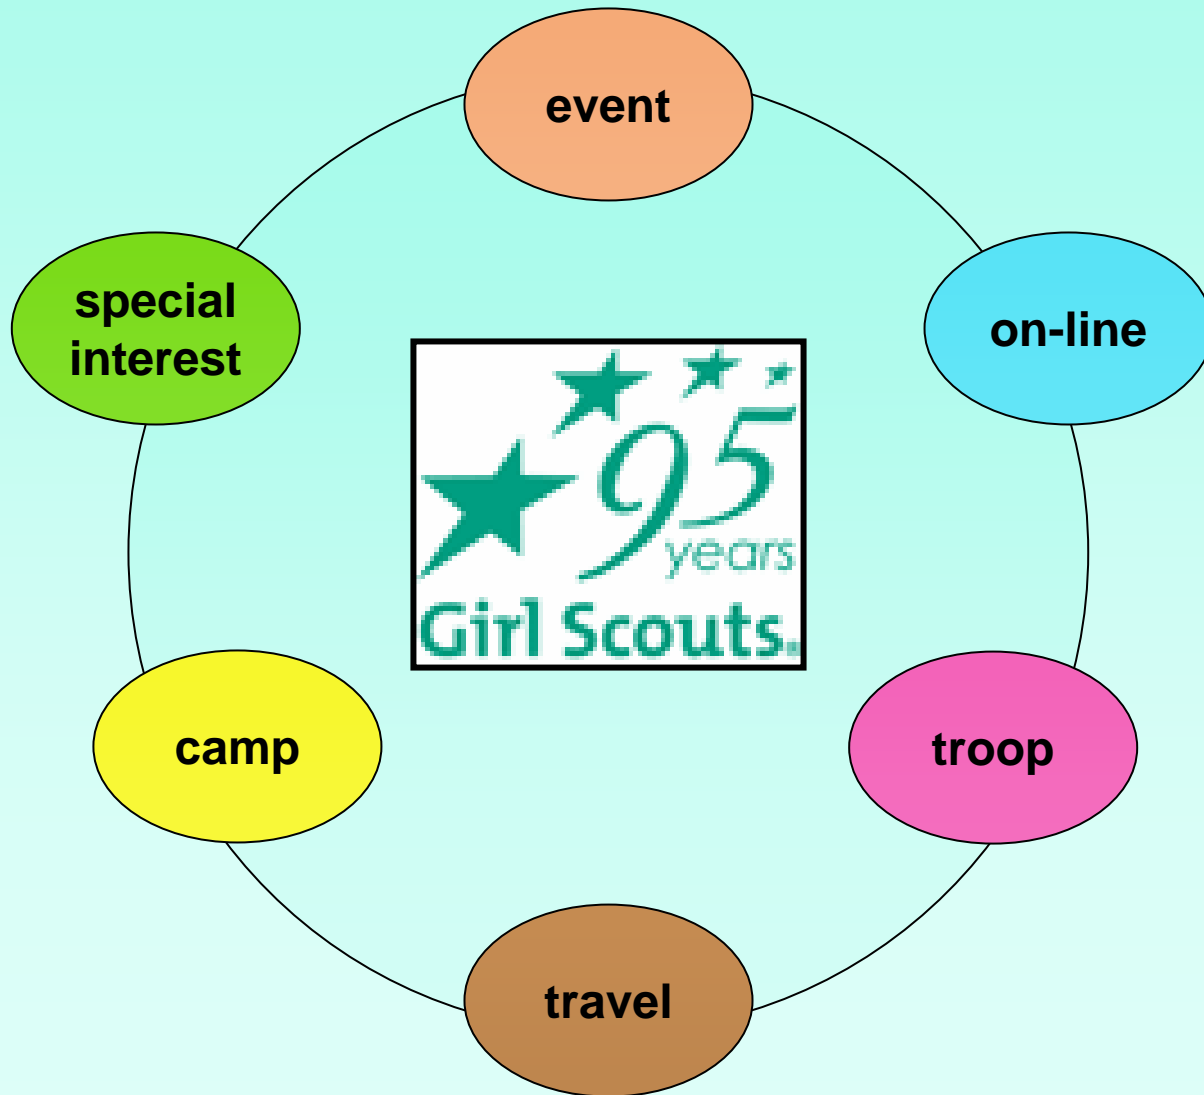 event
special
interest
on-line
95
years
Girl Scouts.
camp
troop
travel